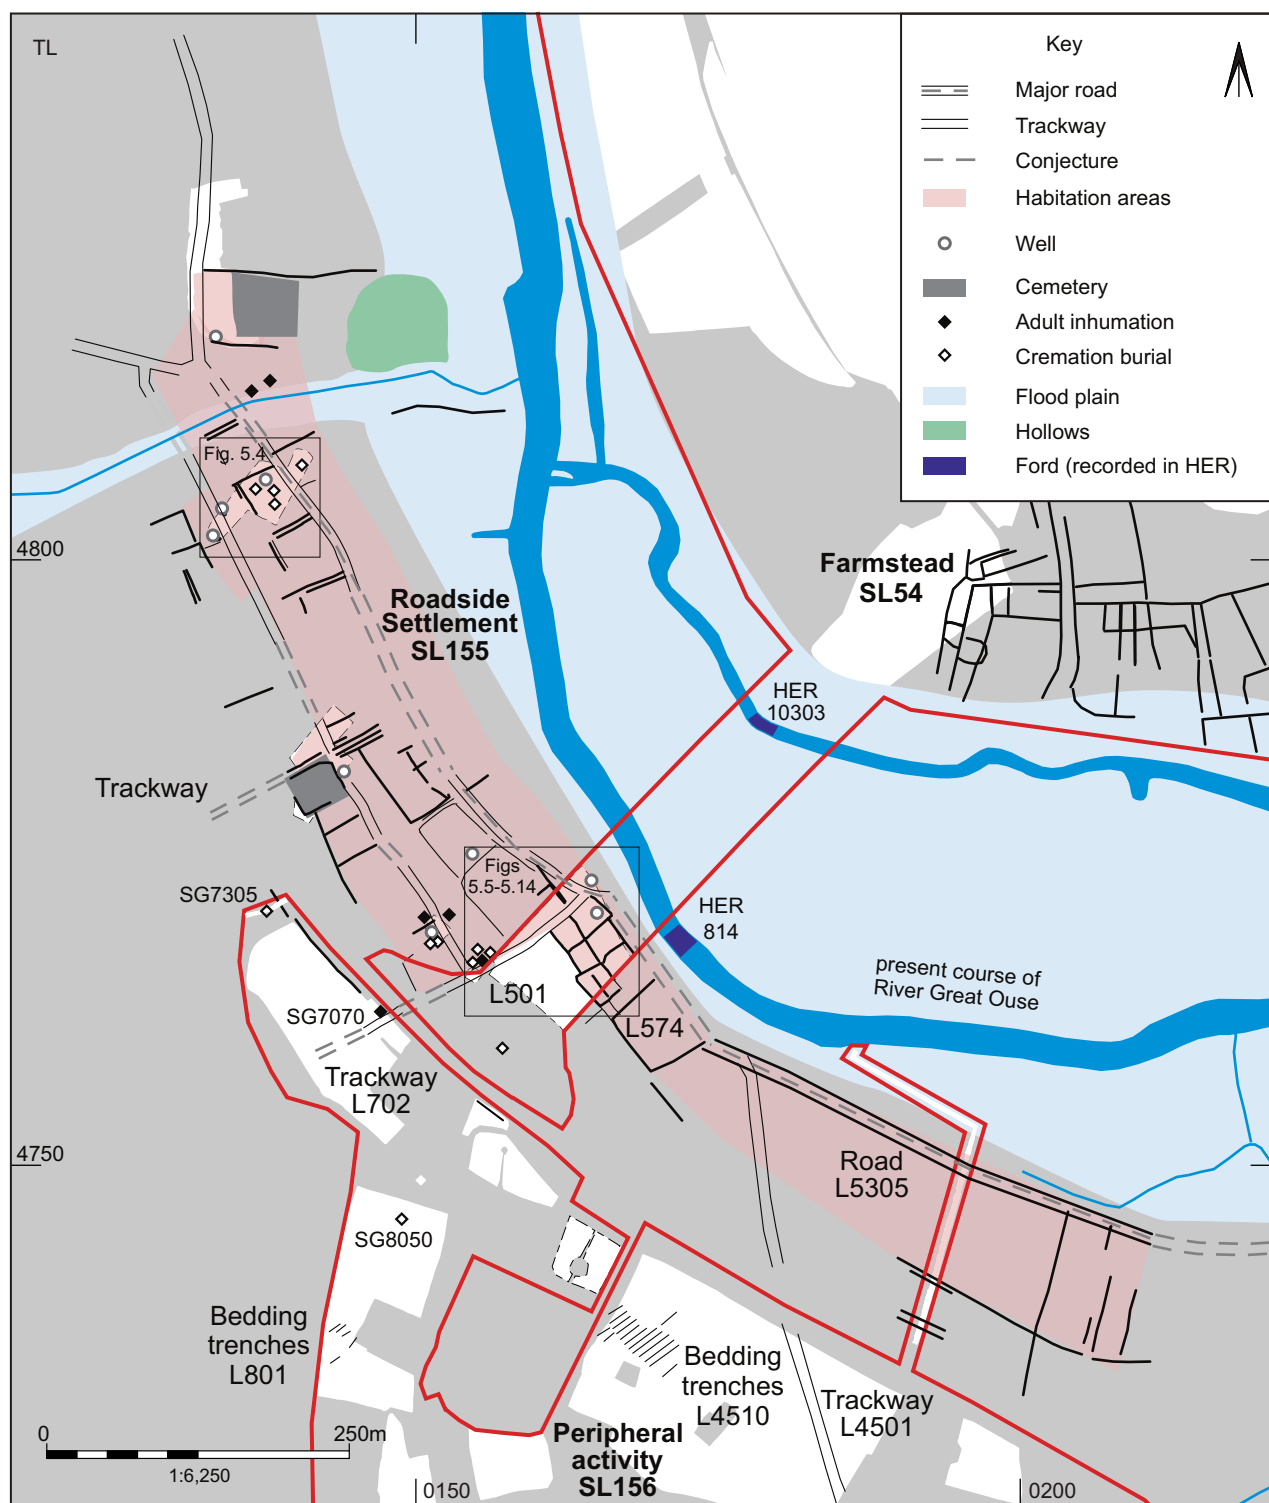 TL
Key
Major road
Trackway
Conjecture
Habitation areas
Well
Cemetery
Adult inhumation
Cremation burial
Flood plain
Hollows
Ford (recorded in HER)
Fig. 5.4
4800
Farmstead
SL54
Roadside
Settlement
SL155
HER
10303
Trackway
Figs
5.5-5.14
SG7305
HER
814
present course of
River Great Ouse
L501
SG7070
L574
Trackway
L702
4750
Road
L5305
SG8050
Bedding
trenches
L801
Bedding
trenches
L4510
Trackway
L4501
Peripheral
activity
SL156
0
250m
1:6,250
0150
0200